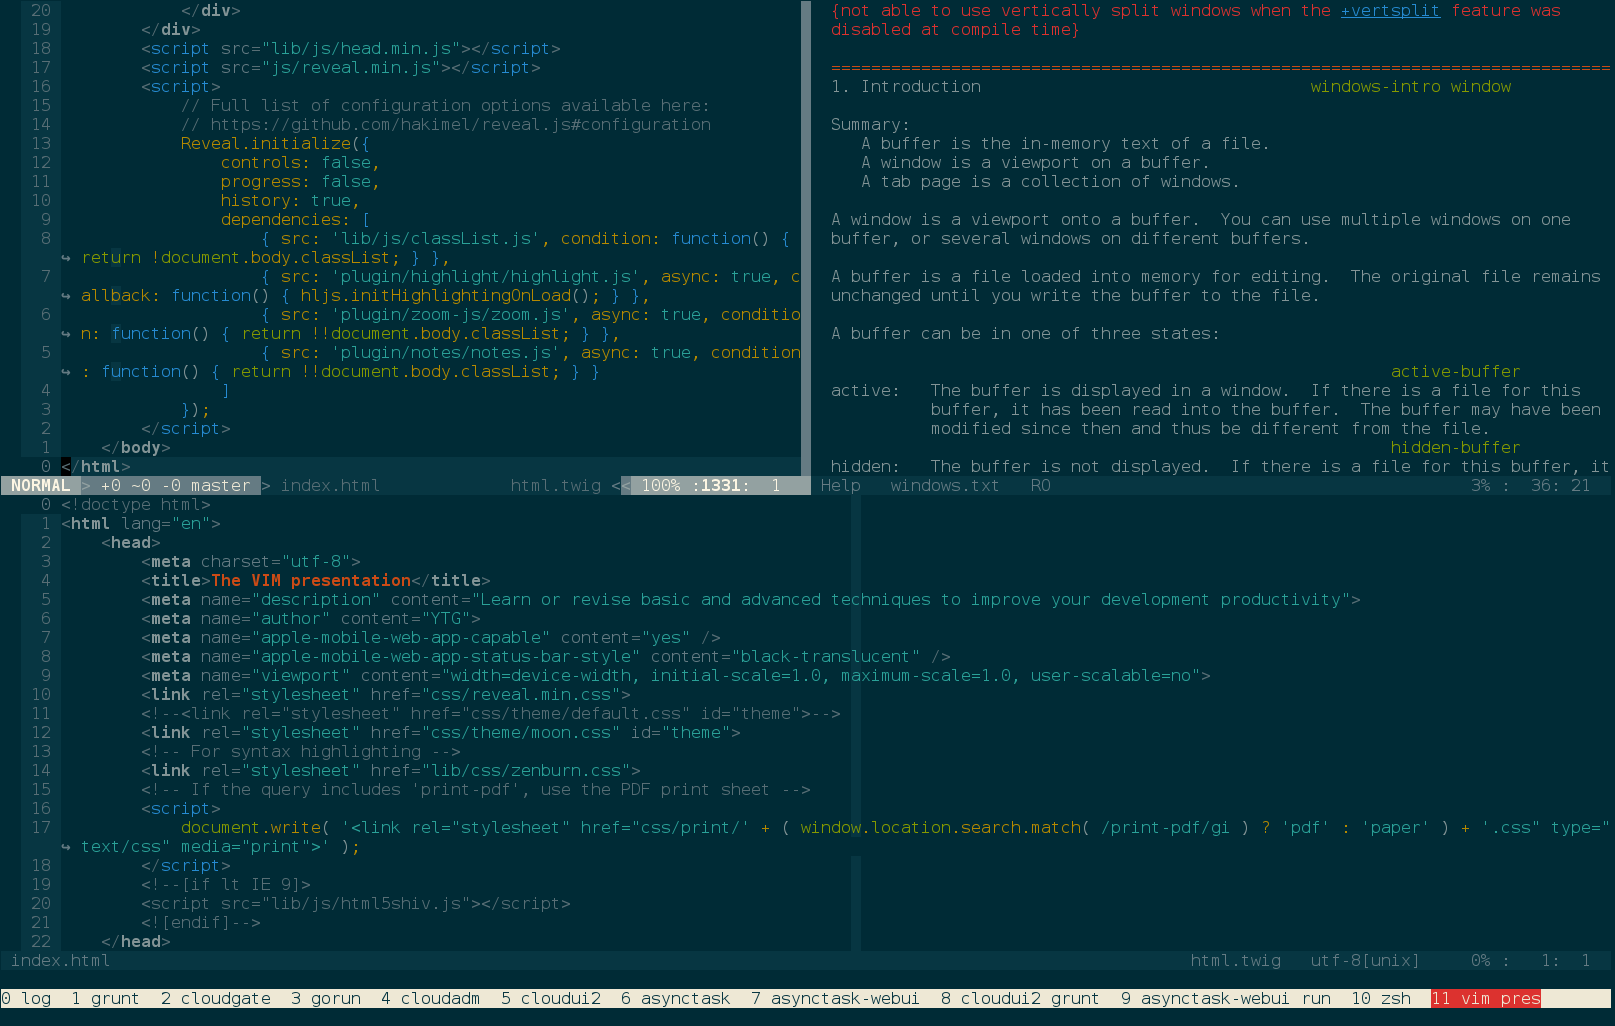 20             </div>
19         </div>
18         <script src="lib/js/head.min.js"></script>
17         <script src="js/reveal.min.js"></script>
16         <script>
15             // Full list of configuration options available here:
14             // https://github.com/hakimel/reveal.js#configuration
13             Reveal.initialize({
12                 controls: false,
11                 progress: false,
10                 history: true,
9                 dependencies: [
8                     { src: 'lib/js/classList.js', condition: function() {
↪ return !document.body.classList; } },
7                     { src: 'plugin/highlight/highlight.js', async: true, c
↪ allback: function() { hljs.initHighlightingOnLoad(); } },
6                     { src: 'plugin/zoom-js/zoom.js', async: true, conditio
↪ n: function() { return !!document.body.classList; } },
5                     { src: 'plugin/notes/notes.js', async: true, condition
↪ : function() { return !!document.body.classList; } }
4                 ]
3             });
2         </script>
1     </body>
0 </html>
NORMAL > +0 ~0 -0 master > index.html             html.twig << 100% :1331:  1
{not able to use vertically split windows when the +vertsplit feature was
disabled at compile time}
==============================================================================
1. Introduction                                 windows-intro window
Summary:
   A buffer is the in-memory text of a file.
   A window is a viewport on a buffer.
   A tab page is a collection of windows.
A window is a viewport onto a buffer.  You can use multiple windows on one
buffer, or several windows on different buffers.
A buffer is a file loaded into memory for editing.  The original file remains
unchanged until you write the buffer to the file.
A buffer can be in one of three states:
active-buffer
active:   The buffer is displayed in a window.  If there is a file for this
          buffer, it has been read into the buffer.  The buffer may have been
          modified since then and thus be different from the file.
hidden-buffer
hidden:   The buffer is not displayed.  If there is a file for this buffer, it
Help   windows.txt   RO                                          3% :  36: 21
0 <!doctype html>
1 <html lang="en">
2     <head>
3         <meta charset="utf-8">
4         <title>The VIM presentation</title>
5         <meta name="description" content="Learn or revise basic and advanced techniques to improve your development productivity">
6         <meta name="author" content="YTG">
7         <meta name="apple-mobile-web-app-capable" content="yes" />
8         <meta name="apple-mobile-web-app-status-bar-style" content="black-translucent" />
9         <meta name="viewport" content="width=device-width, initial-scale=1.0, maximum-scale=1.0, user-scalable=no">
10         <link rel="stylesheet" href="css/reveal.min.css">
11         <!--<link rel="stylesheet" href="css/theme/default.css" id="theme">-->
12         <link rel="stylesheet" href="css/theme/moon.css" id="theme">
13         <!-- For syntax highlighting -->
14         <link rel="stylesheet" href="lib/css/zenburn.css">
15         <!-- If the query includes 'print-pdf', use the PDF print sheet -->
16         <script>
17             document.write( '<link rel="stylesheet" href="css/print/' + ( window.location.search.match( /print-pdf/gi ) ? 'pdf' : 'paper' ) + '.css" type="
↪ text/css" media="print">' );
18         </script>
19         <!--[if lt IE 9]>
20         <script src="lib/js/html5shiv.js"></script>
21         <![endif]-->
22     </head>
index.html        html.twig   utf-8[unix]     0% :   1:  1
0 log  1 grunt  2 cloudgate  3 gorun  4 cloudadm  5 cloudui2  6 asynctask  7 asynctask-webui  8 cloudui2 grunt  9 asynctask-webui run  10 zsh  11 vim pres